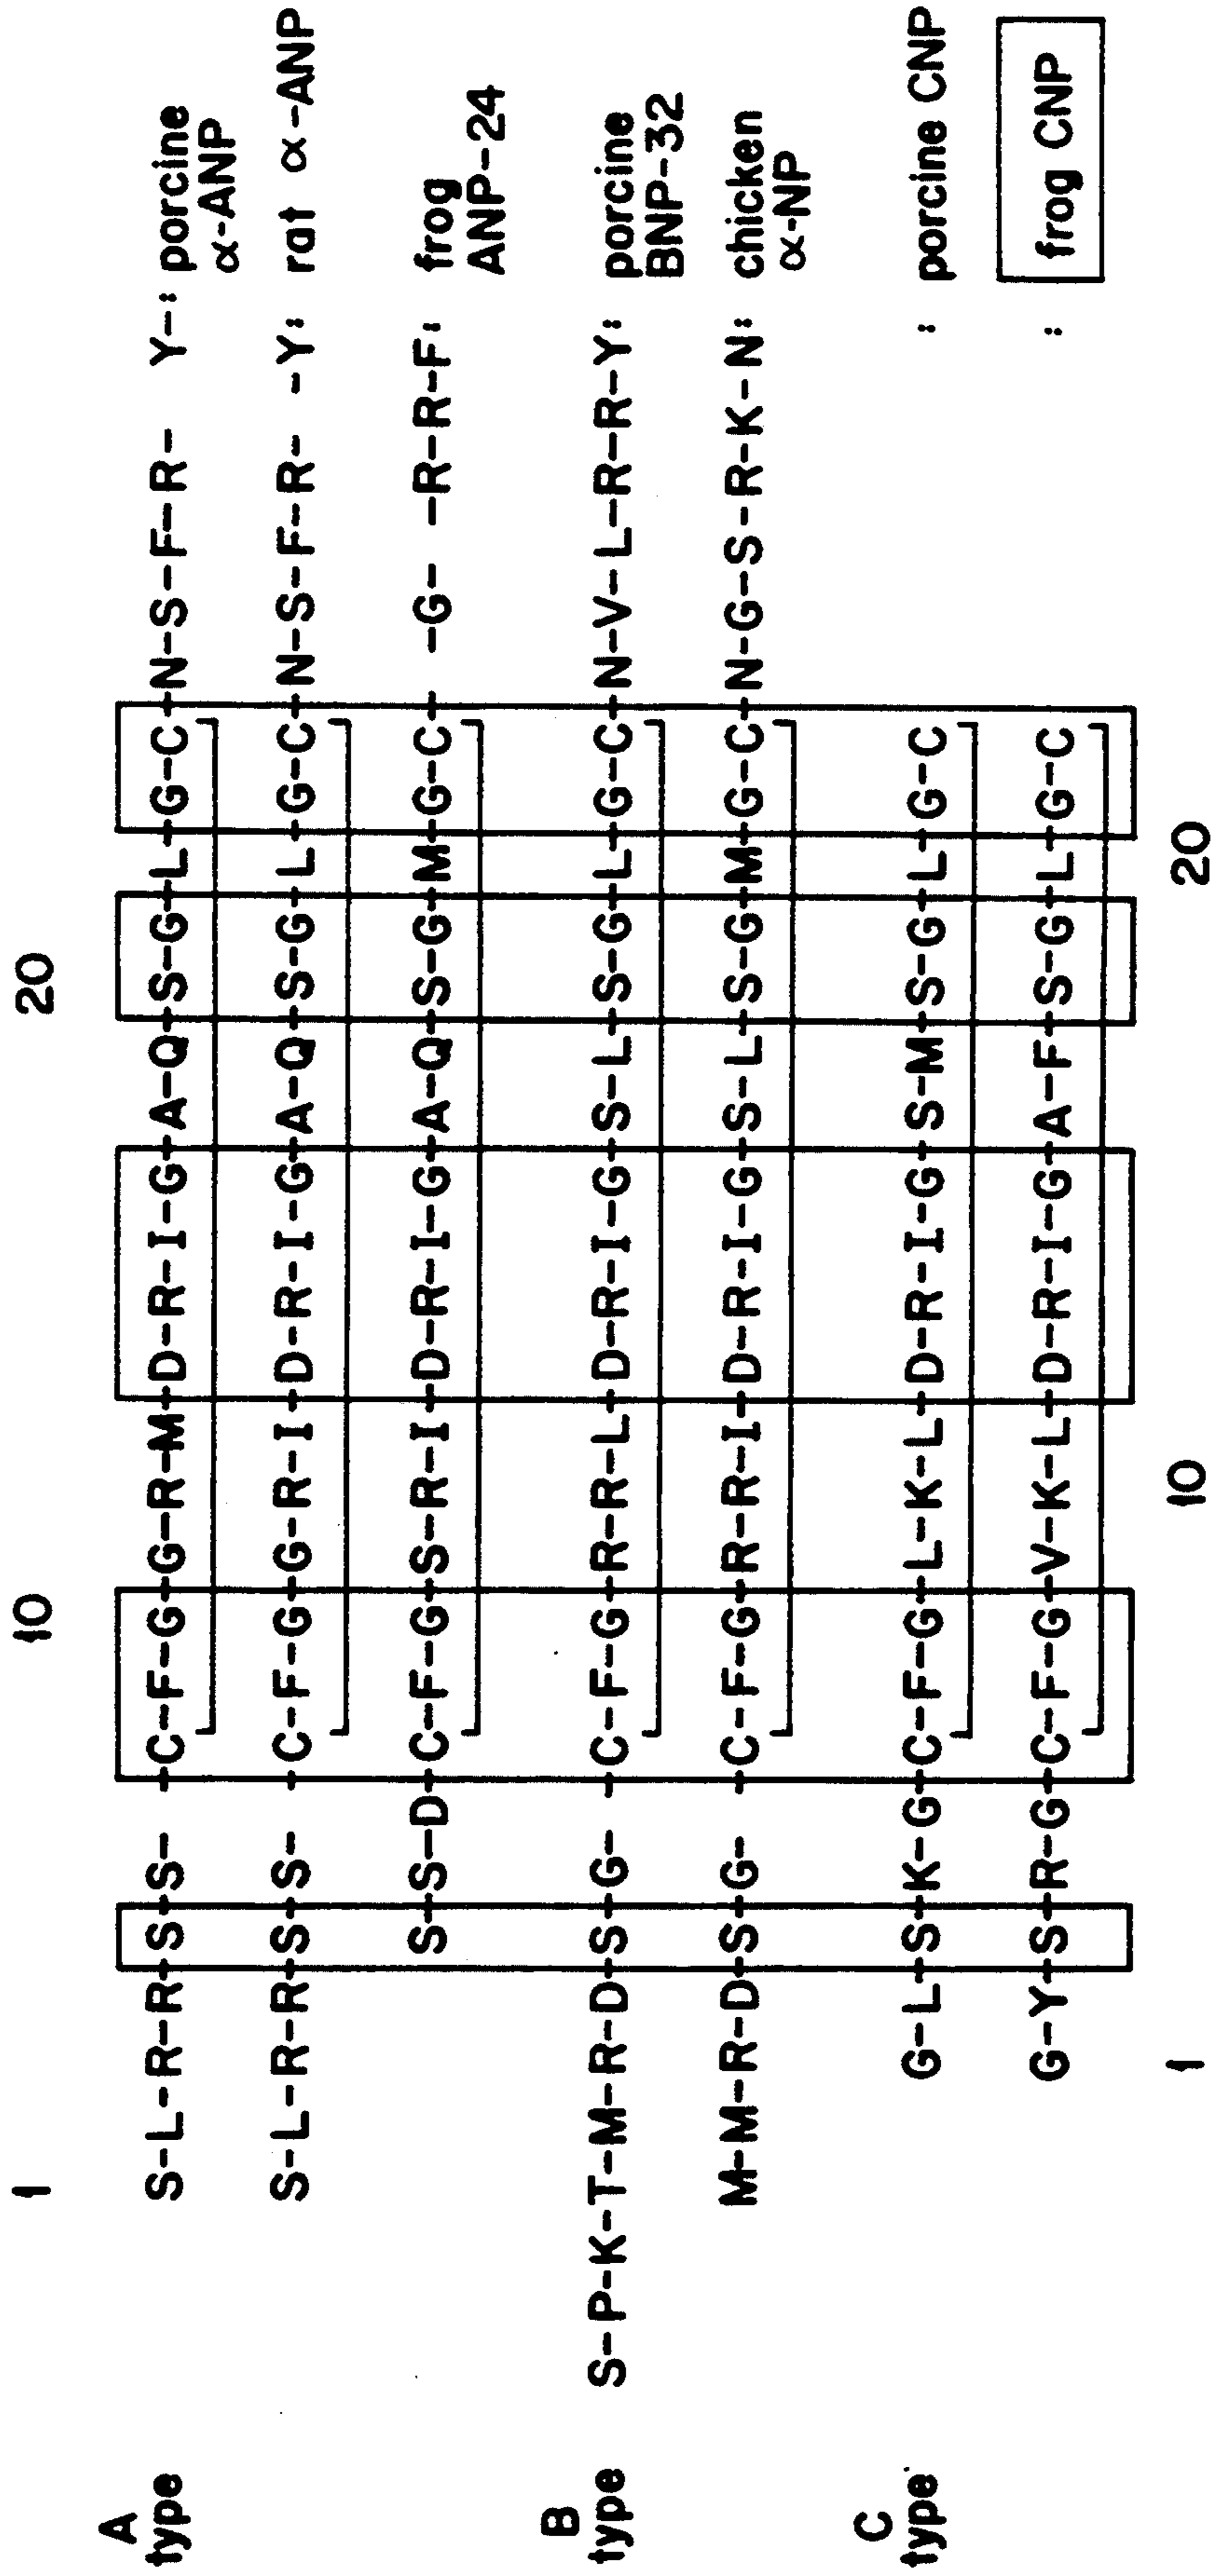 1 10 20
A type
S-L-R-R-S-S- -C-F-G-G-R-M-D-R-I-G-A-Q-S-G-L-G-C-N-S-F-R- Y-: porcine α-ANP
S-L-R-R-S-S- -C-F-G-G-R-I-D-R-I-G-A-Q-S-G-L-G-C-N-S-F-R- -Y: rat α-ANP
S-S-D-C-F-G-S-R-I-D-R-I-G-A-Q-S-G-M-G-C- -G- -R-R-F: frog ANP-24
B type
S-P-K-T-M-R-D-S-G- -C-F-G-R-R-L-D-R-I-G-S-L-S-G-L-G-C-N-V-L-R-R-Y: porcine BNP-32
M-M-R-D-S-G- -C-F-G-R-R-I-D-R-I-G-S-L-S-G-M-G-C-N-G-S-R-K-N: chicken α-NP
C type
G-L-S-K-G-C-F-G-L-K-L-D-R-I-G-S-M-S-G-L-G-C : porcine CNP
G-Y-S-R-G-C-F-G-V-K-L-D-R-I-G-A-F-S-G-L-G-C : frog CNP
1 10 20